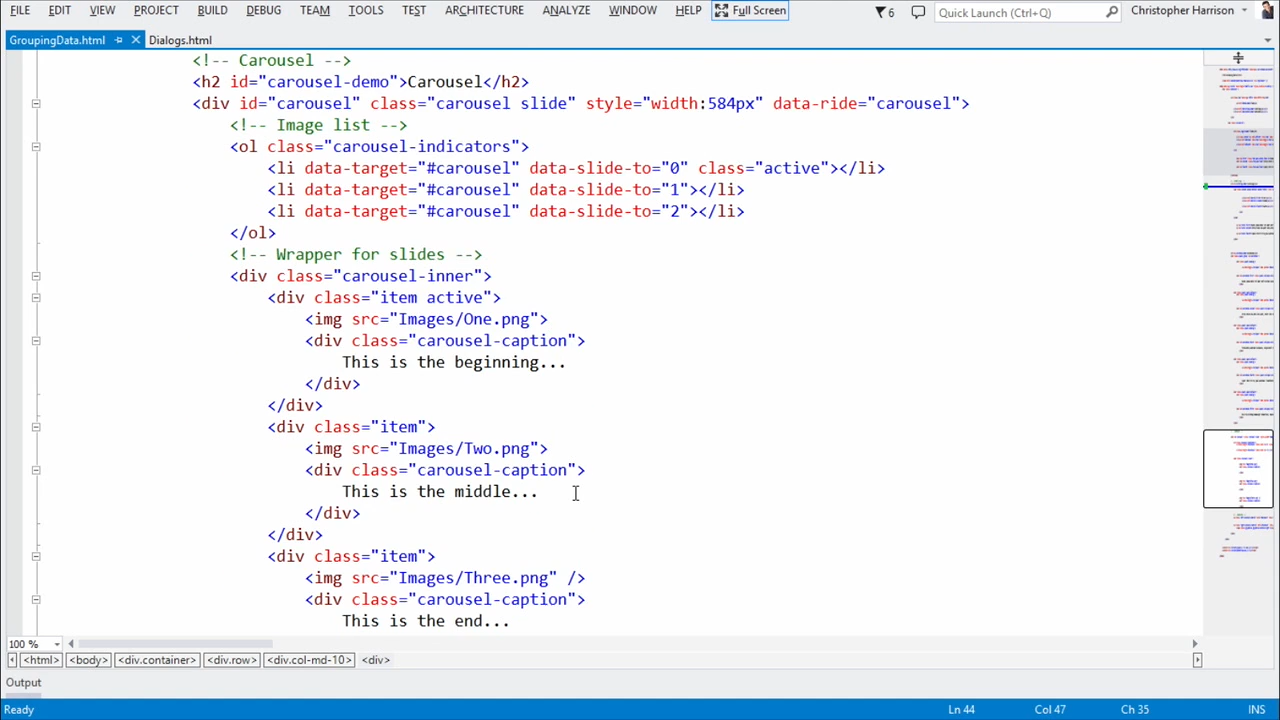 FILE EDIT VIEW PROJECT BUILD DEBUG TEAM TOOLS TEST ARCHITECTURE ANALYZE WINDOW HELP Full Screen 6 Quick Launch (Ctrl+Q) Christopher Harrison
GroupingData.html Dialogs.html
<!-- Carousel -->
<h2 id="carousel-demo">Carousel</h2>
<div id="carousel" class="carousel slide" style="width:584px" data-ride="carousel">
<!-- Image list -->
<ol class="carousel-indicators">
<li data-target="#carousel" data-slide-to="0" class="active"></li>
<li data-target="#carousel" data-slide-to="1"></li>
<li data-target="#carousel" data-slide-to="2"></li>
</ol>
<!-- Wrapper for slides -->
<div class="carousel-inner">
<div class="item active">
<img src="Images/One.png">
<div class="carousel-caption">
This is the beginning...
</div>
</div>
<div class="item">
<img src="Images/Two.png">
<div class="carousel-caption">
This is the middle...
</div>
</div>
<div class="item">
<img src="Images/Three.png" />
<div class="carousel-caption">
This is the end...
100 %
<html> <body> <div.container> <div.row> <div.col-md-10> <div>
Output
Ready Ln 44 Col 47 Ch 35 INS